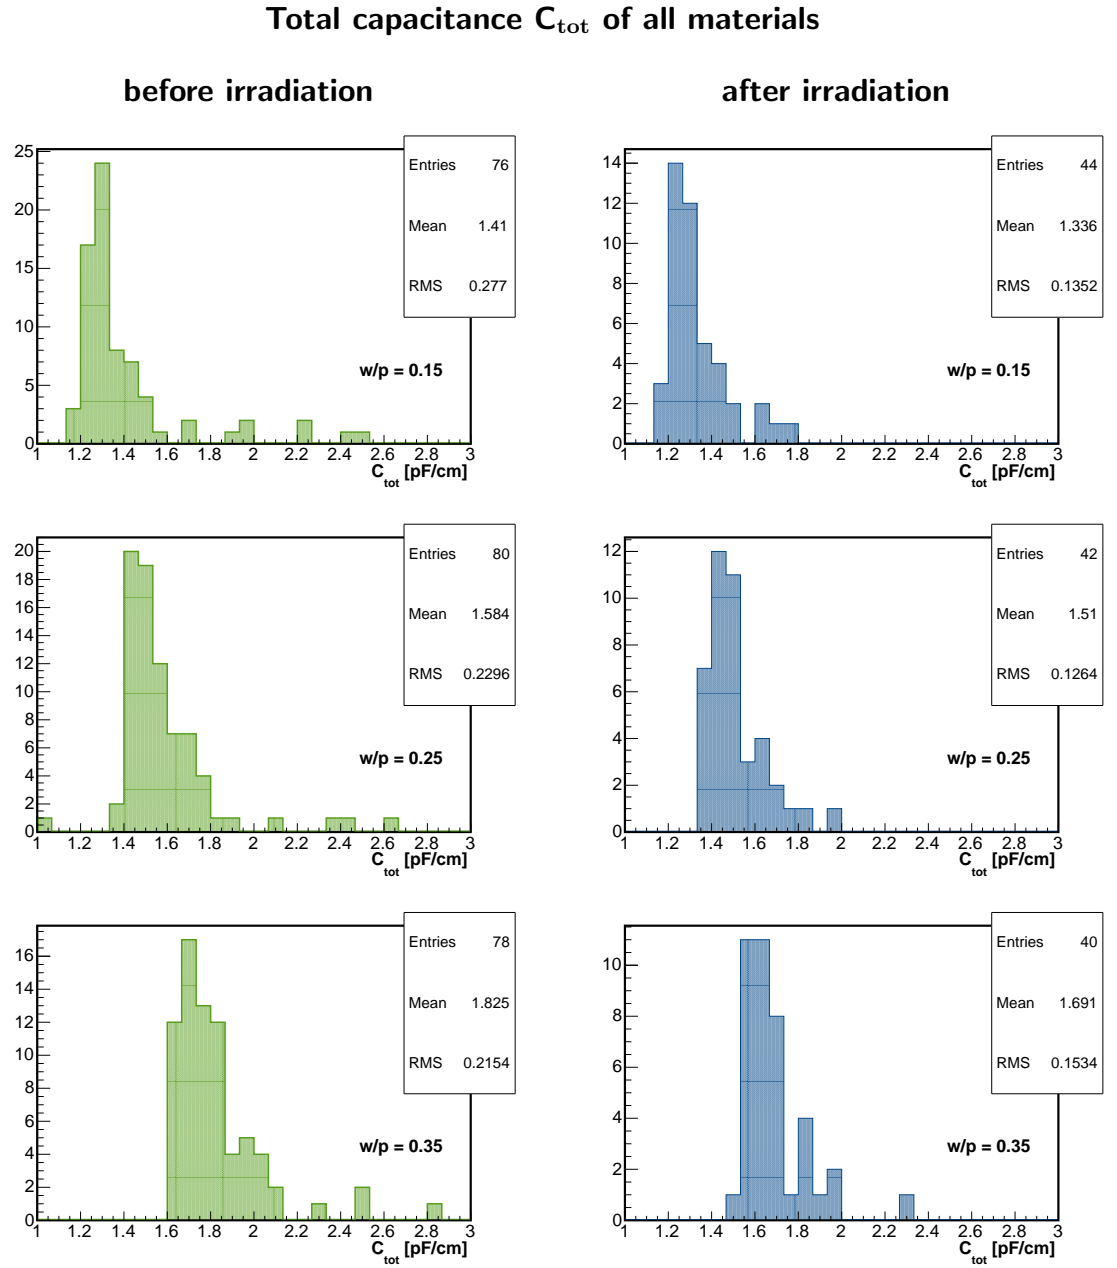 Total capacitance Ctot of all materials
before irradiation
after irradiation
25
20
15
10
5
0
1 1.2 1.4 1.6 1.8 2 2.2 2.4 2.6 2.8 3
Ctot [pF/cm]
Entries 76
Mean 1.41
RMS 0.277
w/p = 0.15
14
12
10
8
6
4
2
0
1 1.2 1.4 1.6 1.8 2 2.2 2.4 2.6 2.8 3
Ctot [pF/cm]
Entries 44
Mean 1.336
RMS 0.1352
w/p = 0.15
20
18
16
14
12
10
8
6
4
2
0
1 1.2 1.4 1.6 1.8 2 2.2 2.4 2.6 2.8 3
Ctot [pF/cm]
Entries 80
Mean 1.584
RMS 0.2296
w/p = 0.25
12
10
8
6
4
2
0
1 1.2 1.4 1.6 1.8 2 2.2 2.4 2.6 2.8 3
Ctot [pF/cm]
Entries 42
Mean 1.51
RMS 0.1264
w/p = 0.25
16
14
12
10
8
6
4
2
0
1 1.2 1.4 1.6 1.8 2 2.2 2.4 2.6 2.8 3
Ctot [pF/cm]
Entries 78
Mean 1.825
RMS 0.2154
w/p = 0.35
10
8
6
4
2
0
1 1.2 1.4 1.6 1.8 2 2.2 2.4 2.6 2.8 3
Ctot [pF/cm]
Entries 40
Mean 1.691
RMS 0.1534
w/p = 0.35